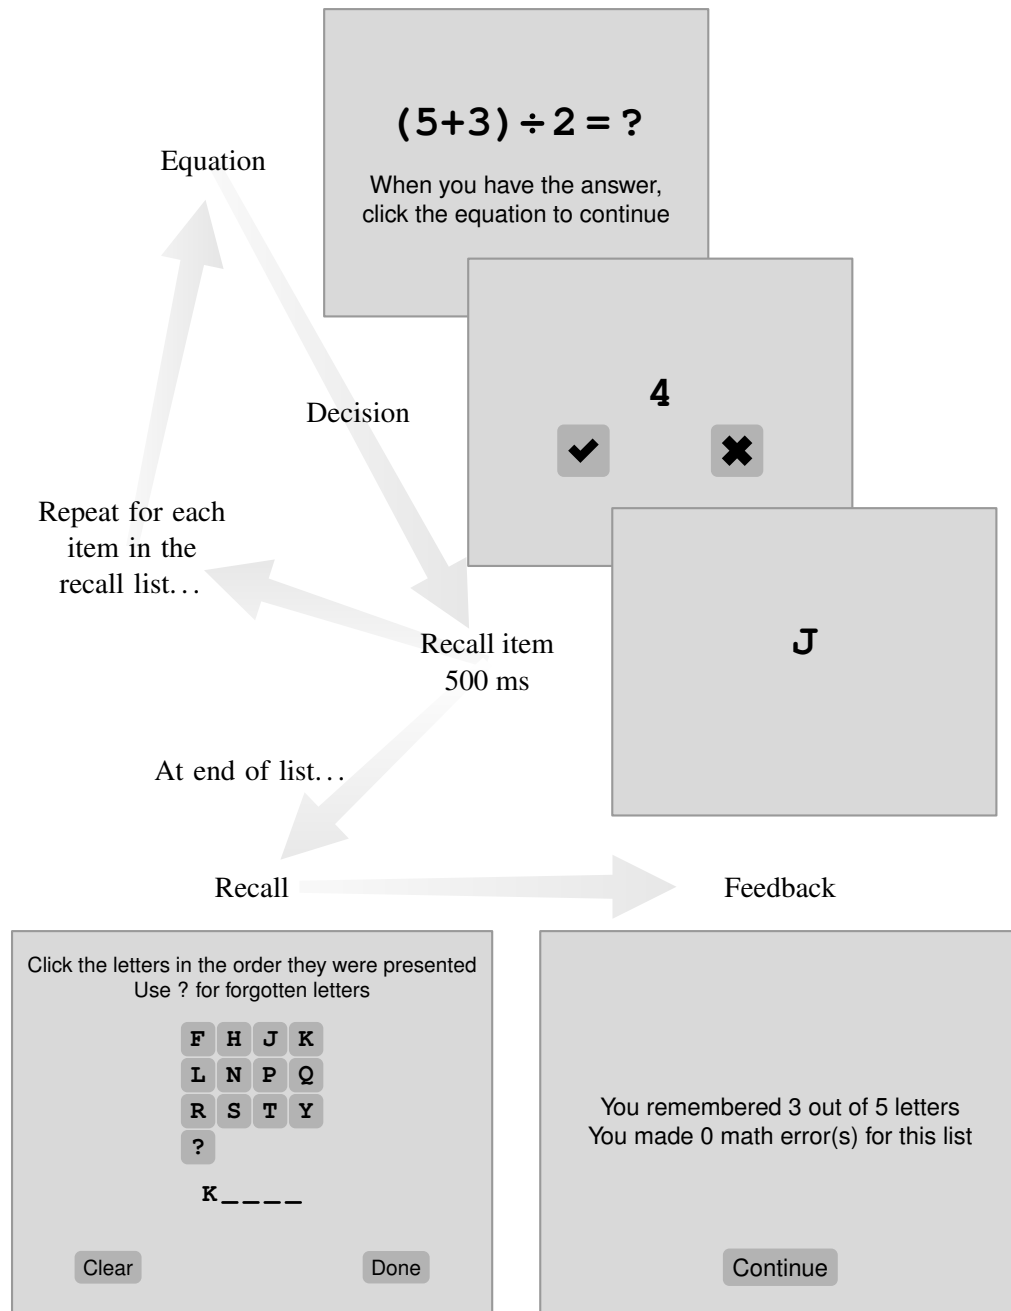 (5+3)÷2=?
When you have the answer,
click the equation to continue
Equation
4
Decision
✔ ✖
Repeat for each
item in the
recall list...
J
Recall item
500 ms
At end of list...
Recall
Feedback
Click the letters in the order they were presented
Use ? for forgotten letters
F H J K
L N P Q
R S T Y
?
K____
Clear
Done
You remembered 3 out of 5 letters
You made 0 math error(s) for this list
Continue